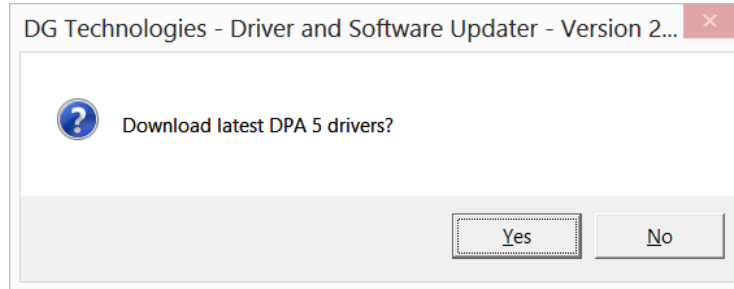 DG Technologies - Driver and Software Updater - Version 2...
Download latest DPA 5 drivers?
Yes
No